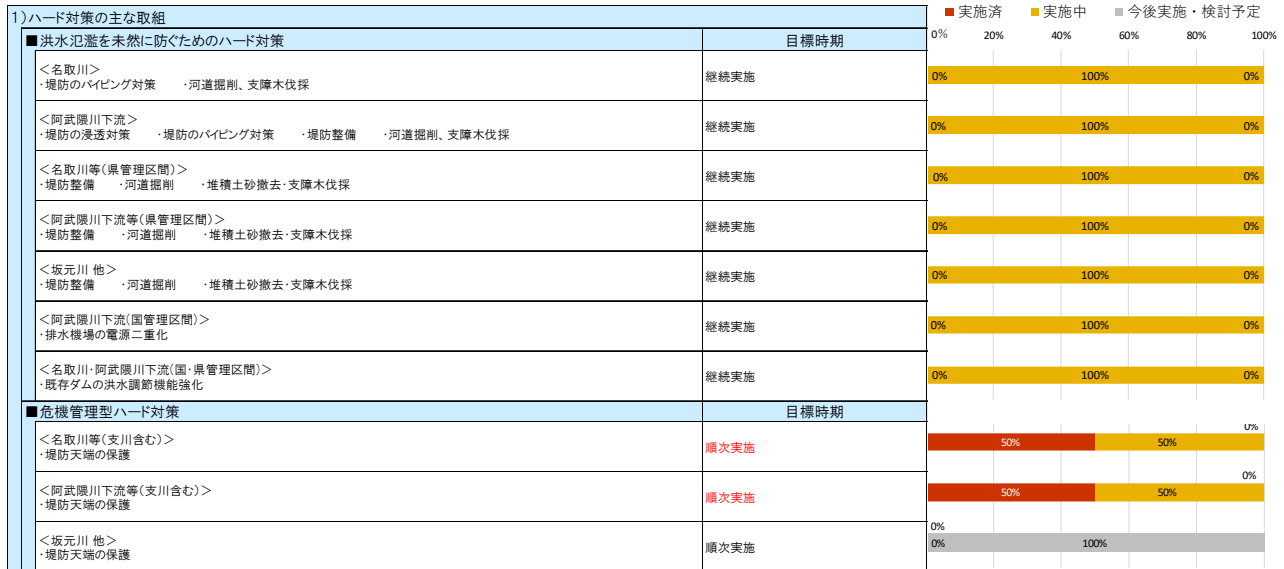 1)ハード対策の主な取組
■実施済 ■実施中 ■今後実施・検討予定
■洪水氾濫を未然に防ぐためのハード対策 目標時期
0% 20% 40% 60% 80% 100%
<名取川>
・堤防のパイピング対策 ・河道掘削、支障木伐採
継続実施
0% 100% 0%
<阿武隈川下流>
・堤防の浸透対策 ・堤防のパイピング対策 ・堤防整備 ・河道掘削、支障木伐採
継続実施
0% 100% 0%
<名取川等(県管理区間)>
・堤防整備 ・河道掘削 ・堆積土砂撤去・支障木伐採
継続実施
0% 100% 0%
<阿武隈川下流等(県管理区間)>
・堤防整備 ・河道掘削 ・堆積土砂撤去・支障木伐採
継続実施
0% 100% 0%
<坂元川 他>
・堤防整備 ・河道掘削 ・堆積土砂撤去・支障木伐採
継続実施
0% 100% 0%
<阿武隈川下流(国管理区間)>
・排水機場の電源二重化
継続実施
0% 100% 0%
<名取川・阿武隈川下流(国・県管理区間)>
・既存ダムの洪水調節機能強化
継続実施
0% 100% 0%
■危機管理型ハード対策 目標時期
<名取川等(支川含む)>
・堤防天端の保護
順次実施
0%
50% 50%
<阿武隈川下流等(支川含む)>
・堤防天端の保護
順次実施
0%
50% 50%
<坂元川 他>
・堤防天端の保護
順次実施
0%
0% 100%